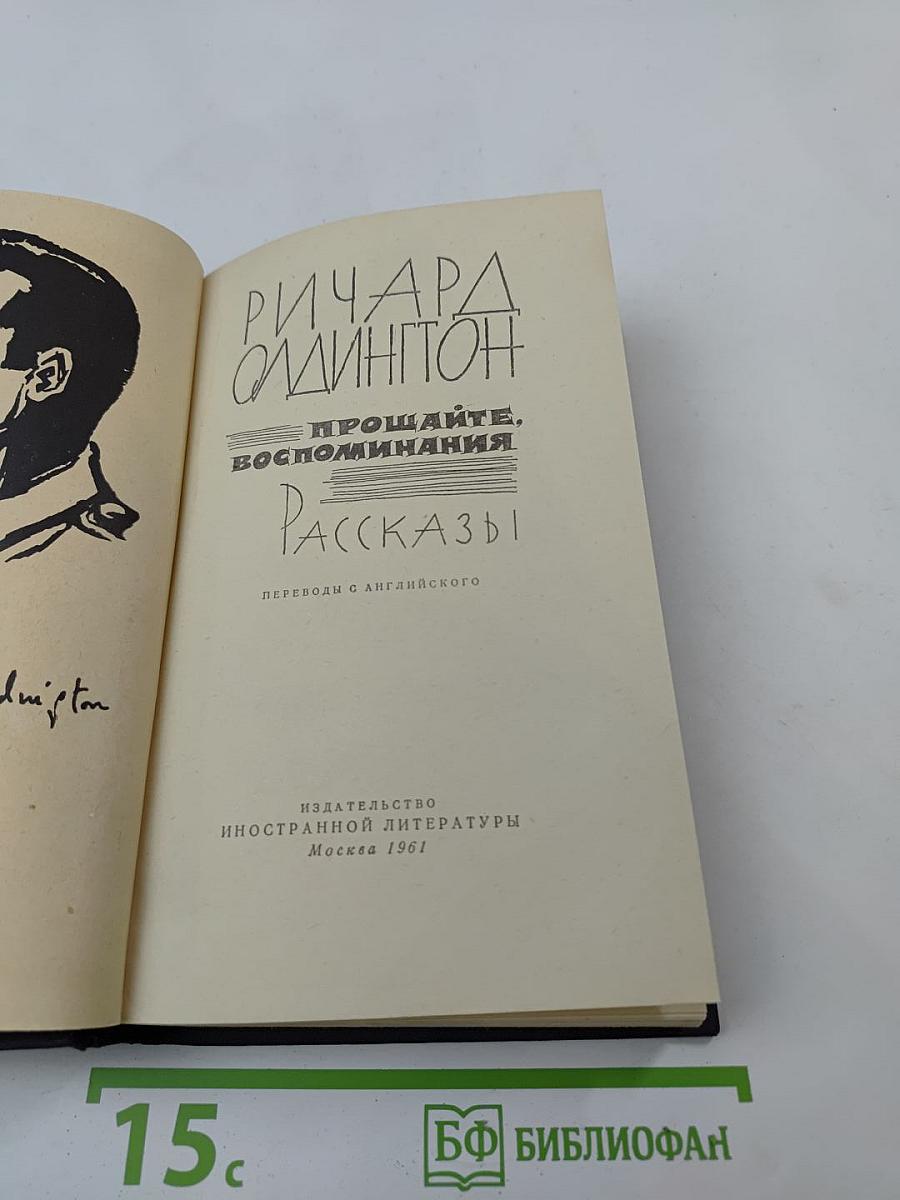 РИЧАРД
ОЛДИНГТОН
ПРОЩАЙТЕ,
ВОСПОМИНАНИЯ
РАССКАЗЫ
ПЕРЕВОДЫ С АНГЛИЙСКОГО
ИЗДАТЕЛЬСТВО
ИНОСТРАННОЙ ЛИТЕРАТУРЫ
Москва 1961
15с
БФ БИБЛИОФАН